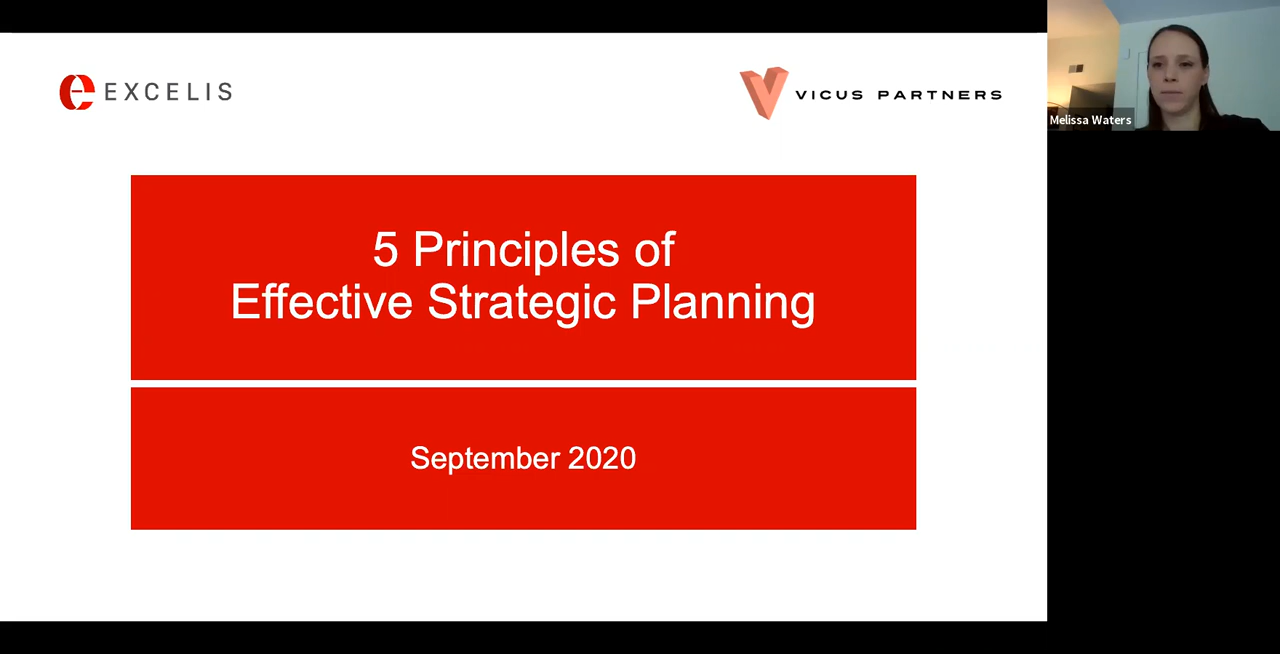 EXCELIS
VICUS PARTNERS
Melissa Waters
5 Principles of
Effective Strategic Planning
September 2020